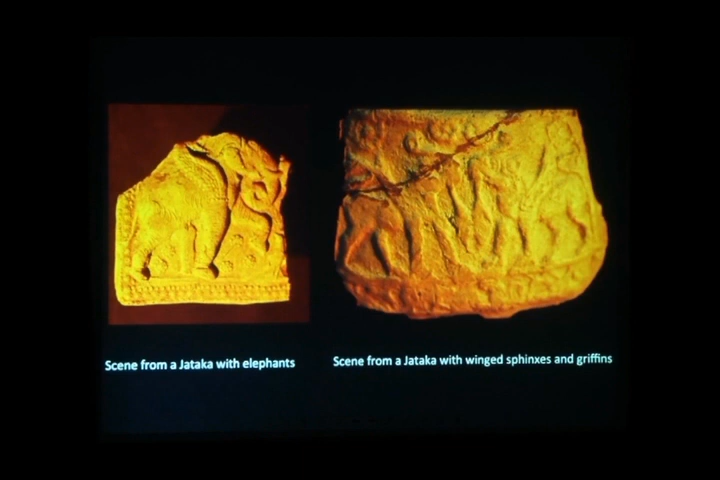 Scene from a Jataka with elephants
Scene from a Jataka with winged sphinxes and griffins